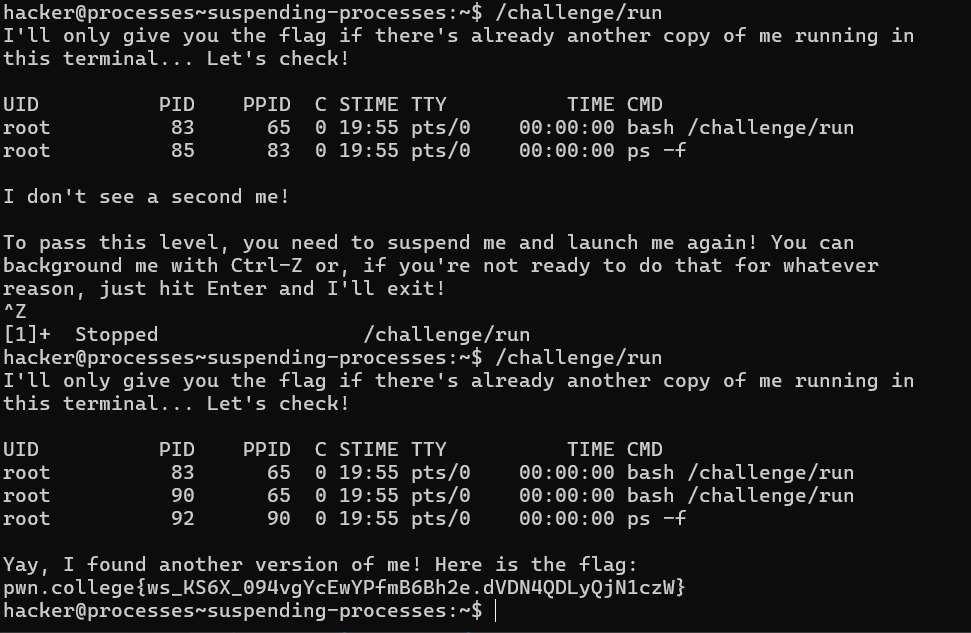 hacker@processes~suspending-processes:~$ /challenge/run
I'll only give you the flag if there's already another copy of me running in
this terminal... Let's check!

UID          PID    PPID  C STIME TTY          TIME CMD
root          83      65  0 19:55 pts/0    00:00:00 bash /challenge/run
root          85      83  0 19:55 pts/0    00:00:00 ps -f

I don't see a second me!

To pass this level, you need to suspend me and launch me again! You can
background me with Ctrl-Z or, if you're not ready to do that for whatever
reason, just hit Enter and I'll exit!
^Z
[1]+  Stopped                 /challenge/run
hacker@processes~suspending-processes:~$ /challenge/run
I'll only give you the flag if there's already another copy of me running in
this terminal... Let's check!

UID          PID    PPID  C STIME TTY          TIME CMD
root          83      65  0 19:55 pts/0    00:00:00 bash /challenge/run
root          90      65  0 19:55 pts/0    00:00:00 bash /challenge/run
root          92      90  0 19:55 pts/0    00:00:00 ps -f

Yay, I found another version of me! Here is the flag:
pwn.college{ws_KS6X_094vgYcEwYPfmB6Bh2e.dVDN4QDLyQjN1czW}
hacker@processes~suspending-processes:~$